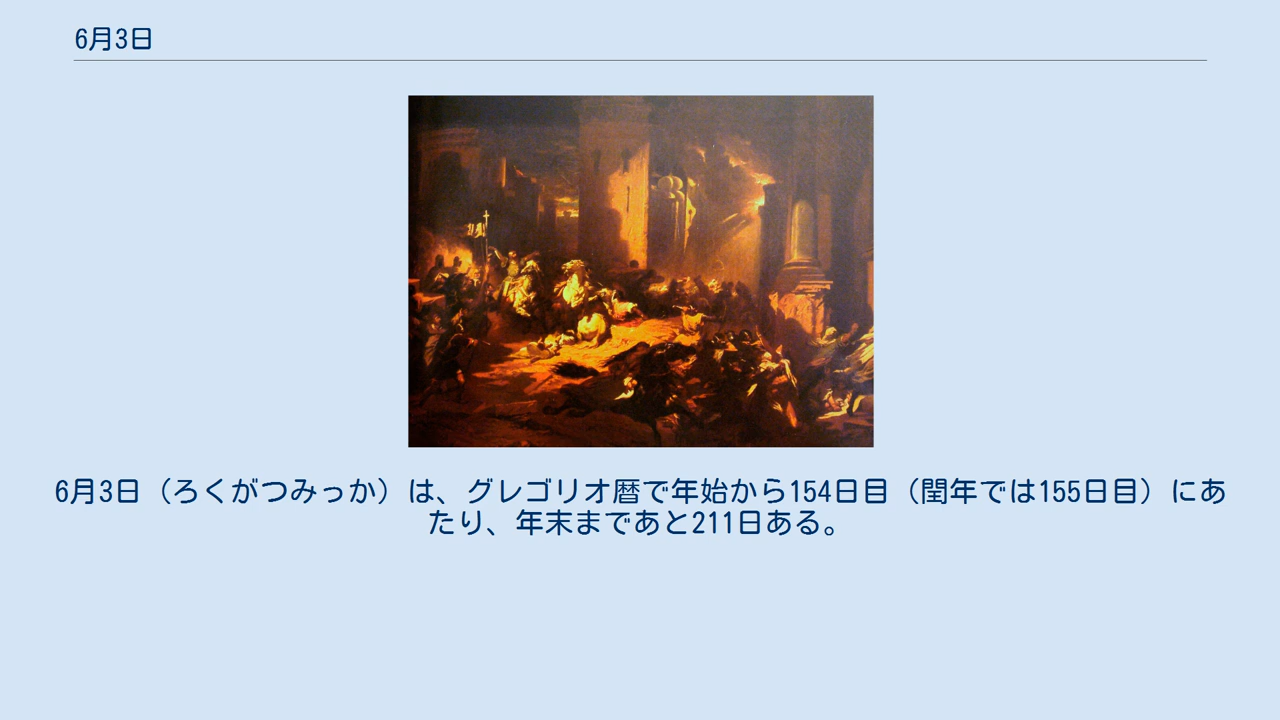 6月3日
6月3日（ろくがつみっか）は、グレゴリオ暦で年始から154日目（閏年では155日目）にあ
たり、年末まであと211日ある。